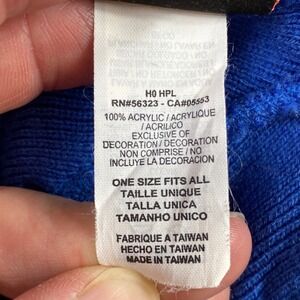 H0 HPL
RN#56323 - CA#05553
100% ACRYLIC / ACRYLIQUE
/ ACRILICO
EXCLUSIVE OF
DECORATION / DECORATION
NON COMPRISE / NO
INCLUYE LA DECORACION
ONE SIZE FITS ALL
TAILLE UNIQUE
TALLA UNICA
TAMANHO UNICO
FABRIQUE A TAIWAN
HECHO EN TAIWAN
MADE IN TAIWAN